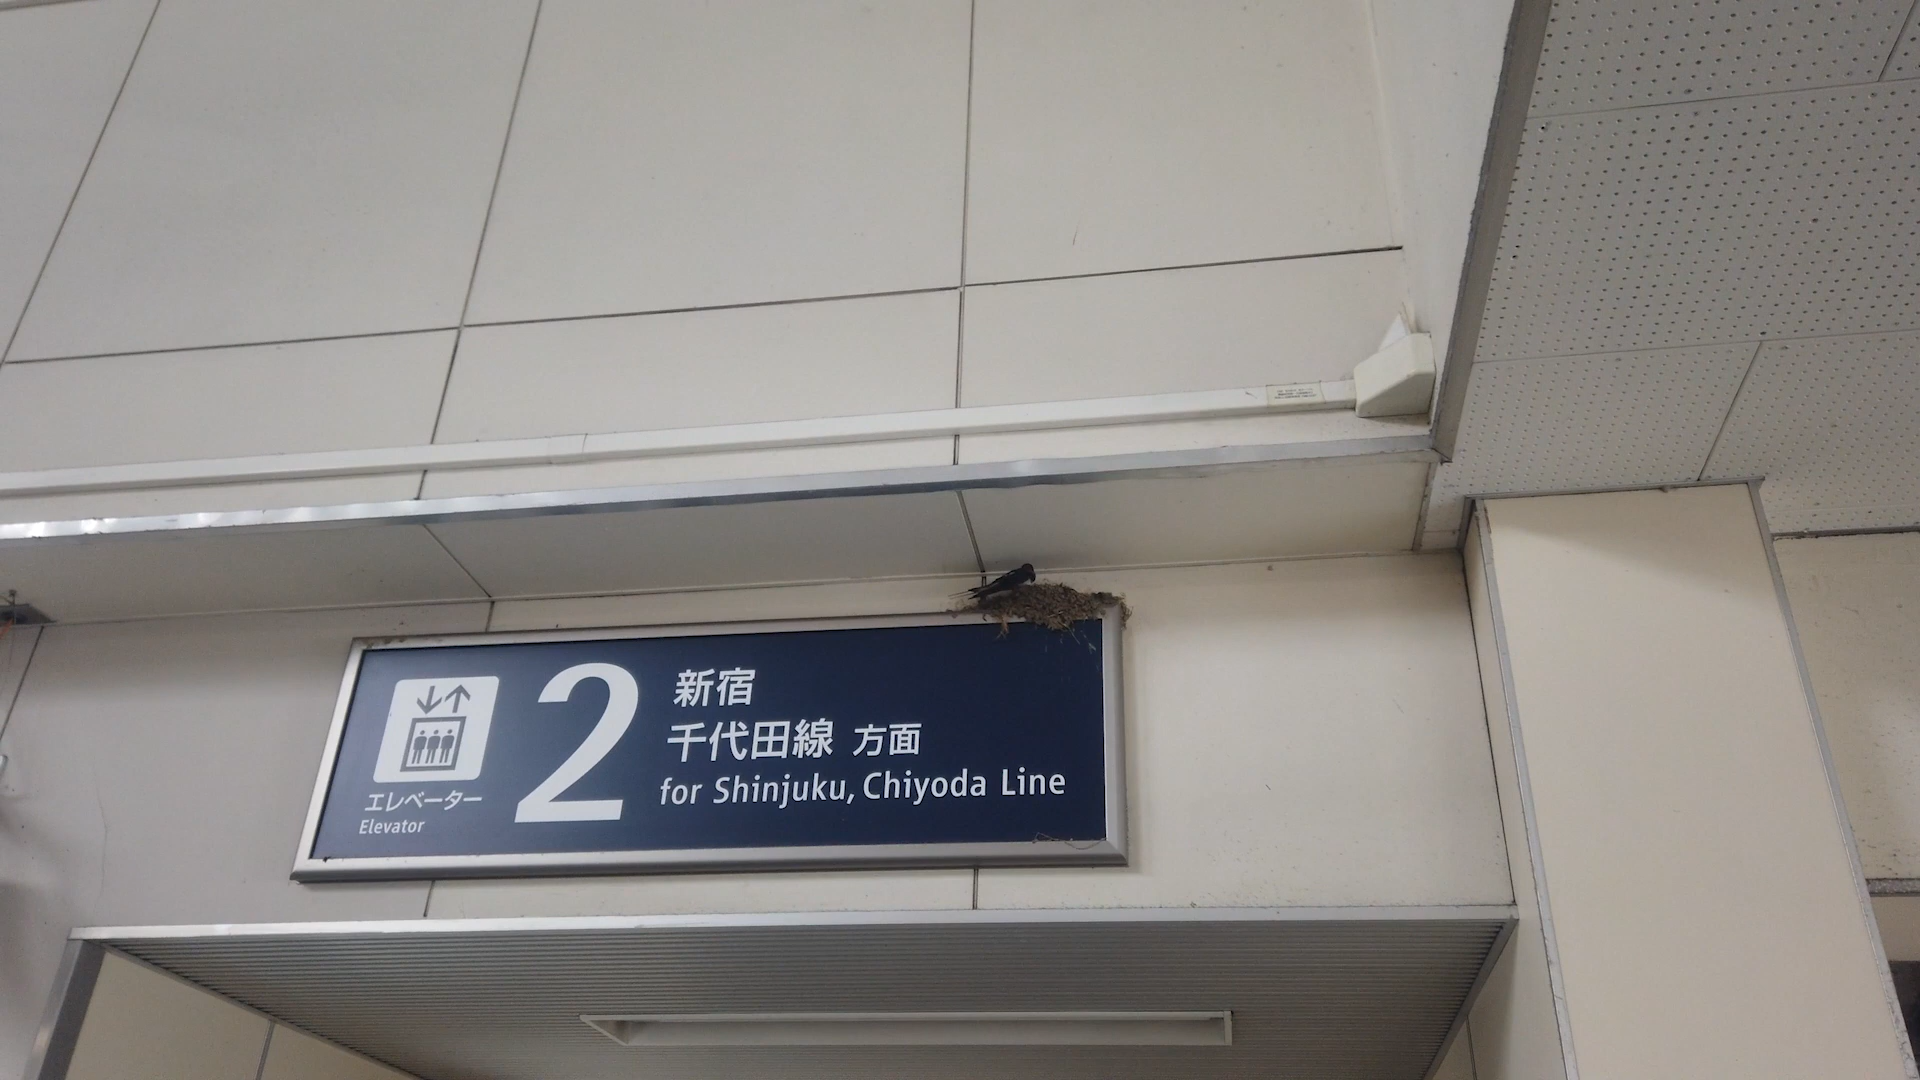 2
新宿
千代田線 方面
for Shinjuku, Chiyoda Line
エレベーター
Elevator